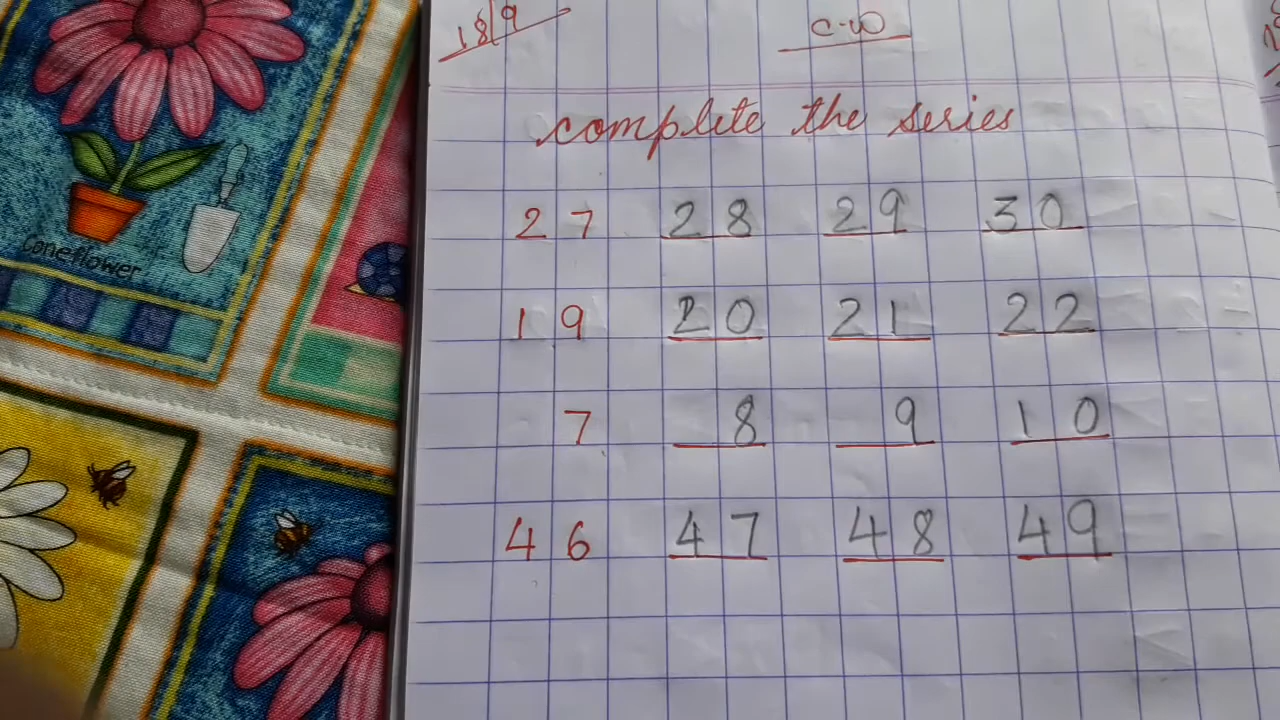 18/9
C.W
complete the series
27 28 29 30
19 20 21 22
7 8 9 10
46 47 48 49
Coneflower